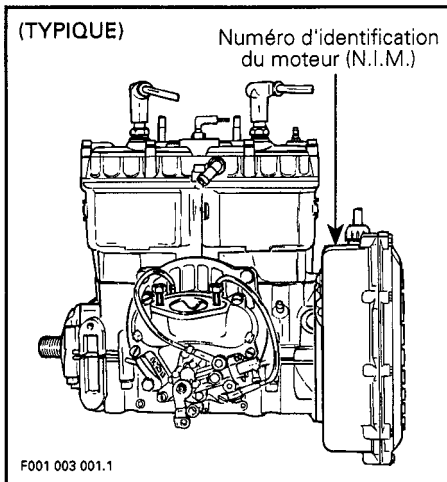 (TYPIQUE)
Numéro d'identification
du moteur (N.I.M.)
F001 003 001.1